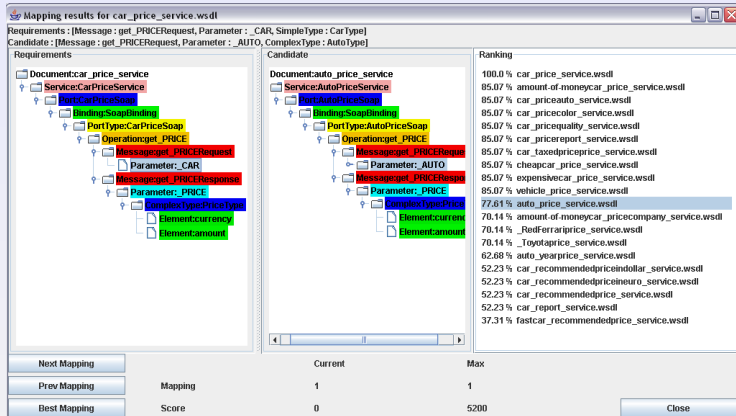 Mapping results for car_price_service.wsdl
Requirements : [Message : get_PRICERequest, Parameter : _CAR, SimpleType : CarType]
Candidate : [Message : get_PRICERequest, Parameter : _AUTO, ComplexType : AutoType]
Requirements
Document:car_price_service
Service:CarPriceService
Port:CarPriceSoap
Binding:SoapBinding
PortType:CarPriceSoap
Operation:get_PRICE
Message:get_PRICERequest
Parameter:_CAR
Message:get_PRICEResponse
Parameter:_PRICE
ComplexType:PriceType
Element:currency
Element:amount
Candidate
Document:auto_price_service
Service:AutoPriceService
Port:AutoPriceSoap
Binding:SoapBinding
PortType:AutoPriceSoap
Operation:get_PRICE
Message:get_PRICEReque
Parameter:_AUTO
Message:get_PRICERespo
Parameter:_PRICE
ComplexType:Price
Element:curren
Element:amount
Ranking
100.0 % car_price_service.wsdl
85.07 % amount-of-moneycar_price_service.wsdl
85.07 % car_priceauto_service.wsdl
85.07 % car_pricecolor_service.wsdl
85.07 % car_pricequality_service.wsdl
85.07 % car_pricereport_service.wsdl
85.07 % car_taxedpriceprice_service.wsdl
85.07 % cheapcar_price_service.wsdl
85.07 % expensivecar_price_service.wsdl
85.07 % vehicle_price_service.wsdl
77.61 % auto_price_service.wsdl
70.14 % amount-of-moneycar_pricecompany_service.wsdl
70.14 % _RedFerrariprice_service.wsdl
70.14 % _Toyotaprice_service.wsdl
62.68 % auto_yearprice_service.wsdl
52.23 % car_recommendedpriceindollar_service.wsdl
52.23 % car_recommendedpriceineuro_service.wsdl
52.23 % car_recommendedprice_service.wsdl
52.23 % car_report_service.wsdl
37.31 % fastcar_recommendedprice_service.wsdl
Next Mapping Current Max
Prev Mapping Mapping 1 1
Best Mapping Score 0 5200 Close